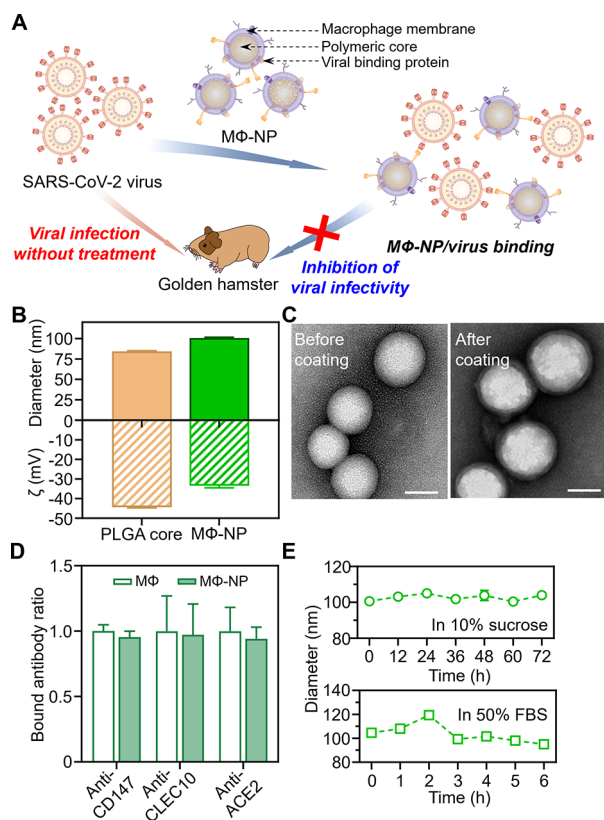 A
Macrophage membrane
Polymeric core
Viral binding protein
MΦ-NP
SARS-CoV-2 virus
Viral infection
without treatment
Golden hamster
Inhibition of
viral infectivity
MΦ-NP/virus binding
B
Diameter (nm)
100
75
50
25
0
-10
-20
-30
-40
-50
ζ (mV)
PLGA core
MΦ-NP
C
Before
coating
After
coating
D
Bound antibody ratio
1.5
1.0
0.5
0.0
MΦ
MΦ-NP
Anti-
CD147
Anti-
CLEC10
Anti-
ACE2
E
Diameter (nm)
120
100
80
In 10% sucrose
0 12 24 36 48 60 72
Time (h)
140
120
100
80
In 50% FBS
0 1 2 3 4 5 6
Time (h)